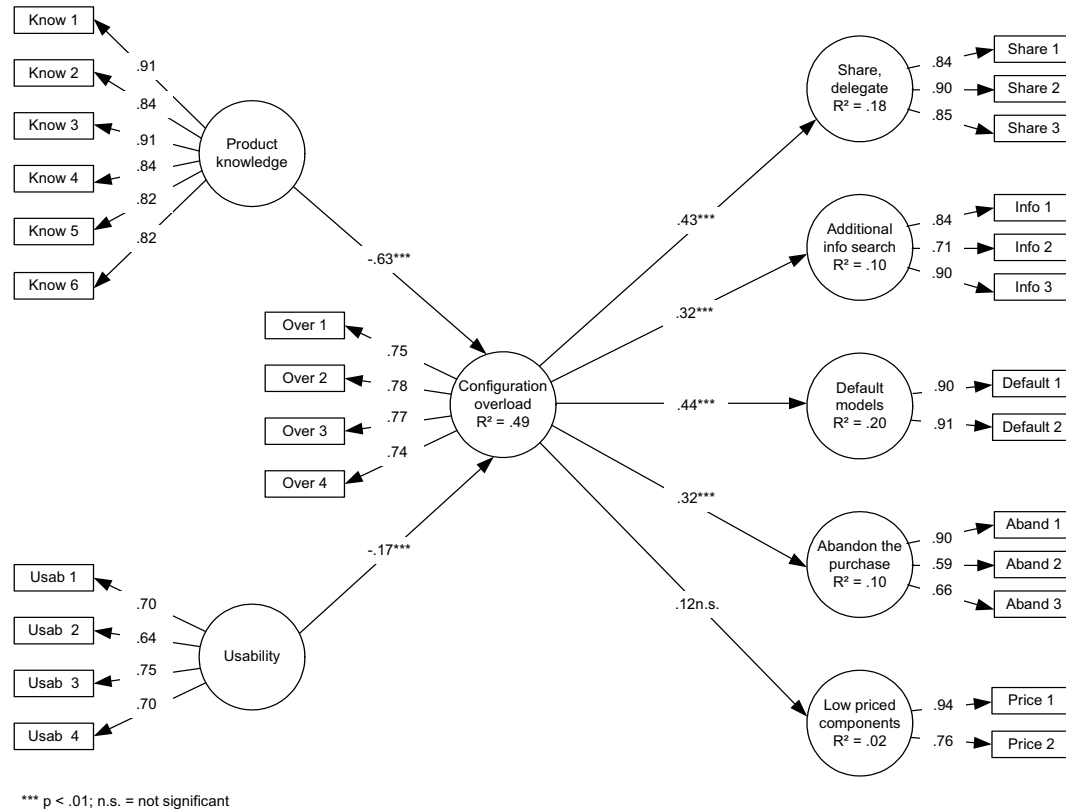 Know 1
Know 2
Know 3
Know 4
Know 5
Know 6
.91
.84
.91
.84
.82
.82
Product
knowledge
-.63***
Over 1
Over 2
Over 3
Over 4
.75
.78
.77
.74
Configuration
overload
R² = .49
Usab 1
Usab 2
Usab 3
Usab 4
.70
.64
.75
.70
Usability
-.17***
.43***
.32***
.44***
.32***
.12n.s.
Share,
delegate
R² = .18
.84
.90
.85
Share 1
Share 2
Share 3
Additional
info search
R² = .10
.84
.71
.90
Info 1
Info 2
Info 3
Default
models
R² = .20
.90
.91
Default 1
Default 2
Abandon the
purchase
R² = .10
.90
.59
.66
Aband 1
Aband 2
Aband 3
Low priced
components
R² = .02
.94
.76
Price 1
Price 2
*** p < .01; n.s. = not significant